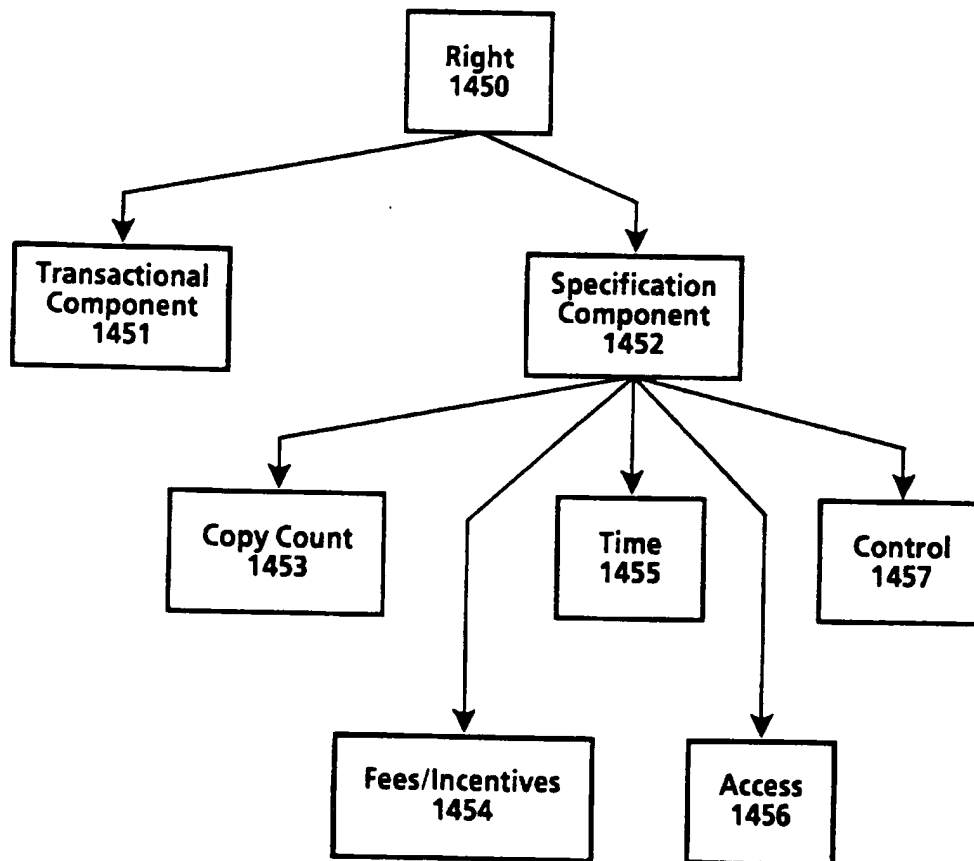 Right
1450
Transactional
Component
1451
Specification
Component
1452
Copy Count
1453
Time
1455
Control
1457
Fees/Incentives
1454
Access
1456